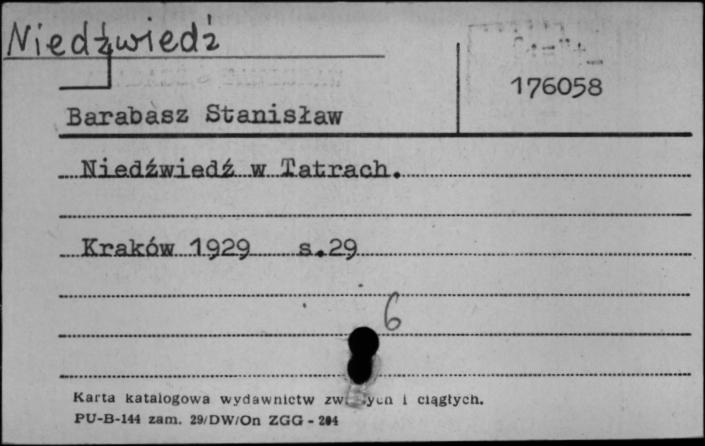 Niedźwiedź
176058
Barabasz Stanisław
Niedźwiedź w Tatrach.
Kraków 1929 s.29
6
Karta katalogowa wydawnictw i ciągłych.
PU-B-144 zam. 29/DW/On ZGG - 204